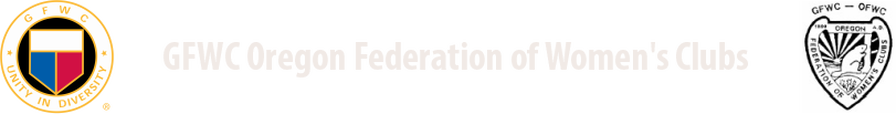 GFWC
UNITY IN DIVERSITY
®
GFWC Oregon Federation of Women's Clubs
GFWC – OFWC
OREGON
FEDERATION OF WOMEN'S CLUBS